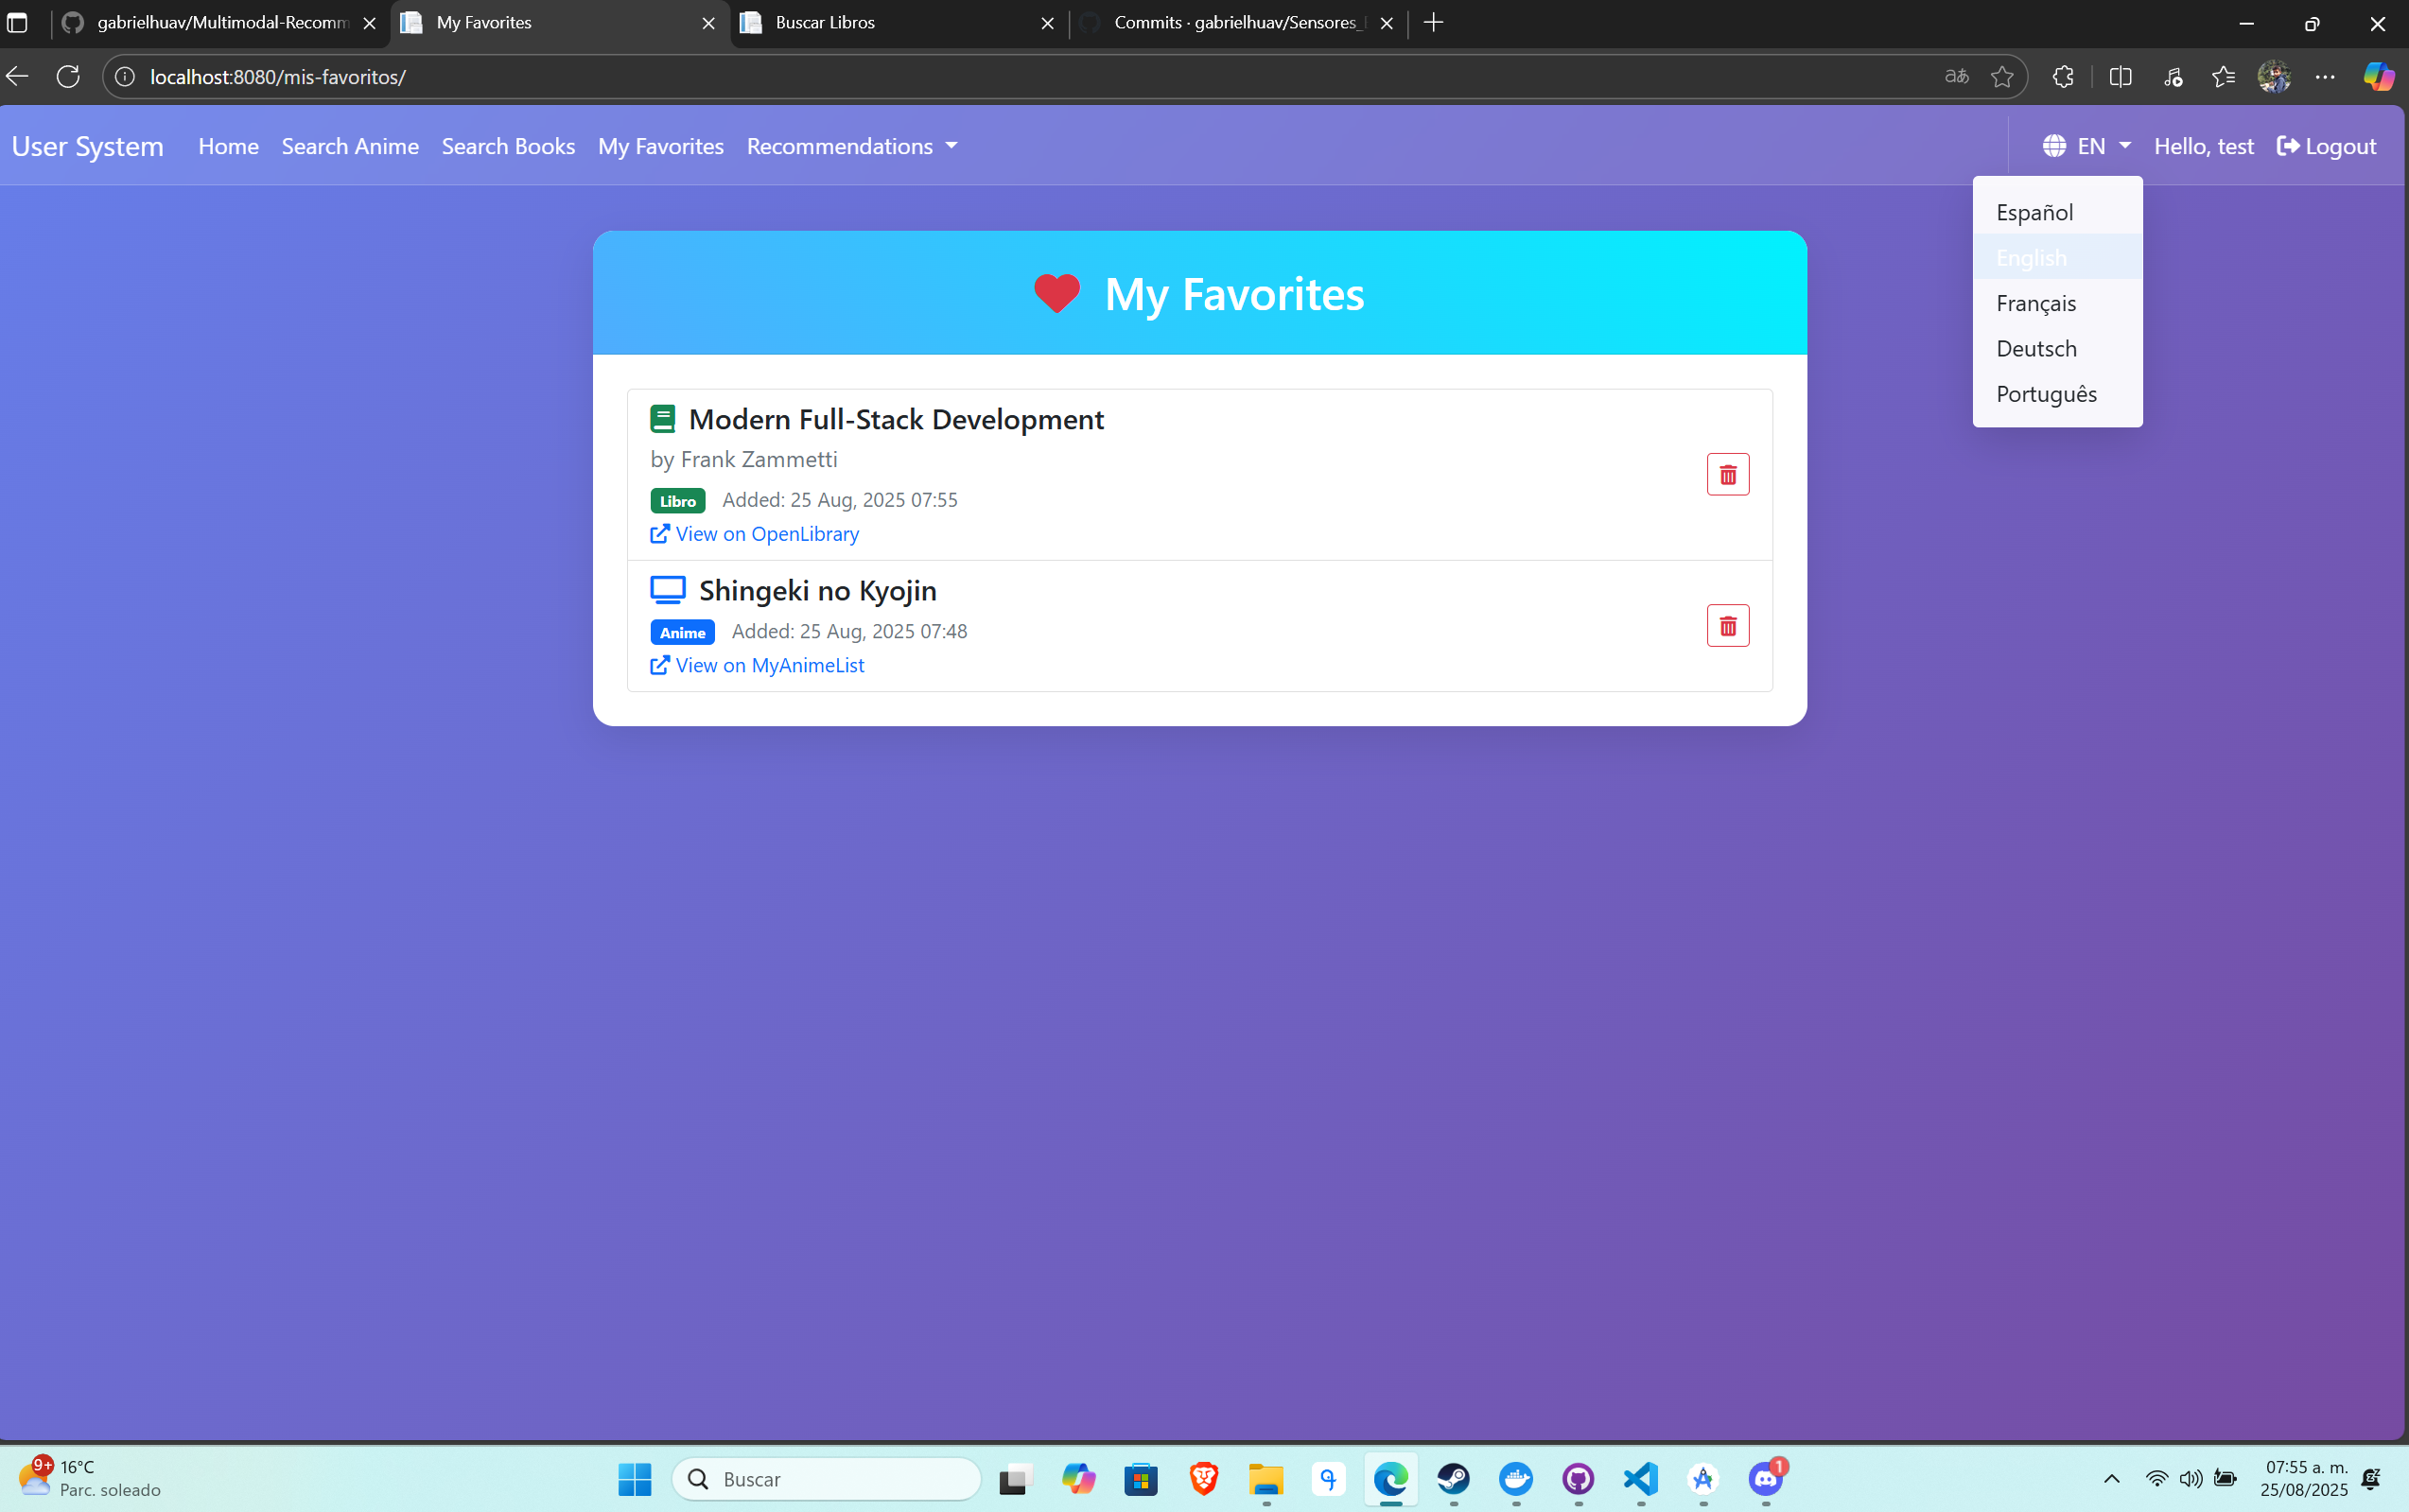 gabrielhuav/Multimodal-Recomm
My Favorites
Buscar Libros
Commits · gabrielhuav/Sensores_
localhost:8080/mis-favoritos/
aあ
User System
Home
Search Anime
Search Books
My Favorites
Recommendations
EN
Hello, test
Logout
Español
English
Français
Deutsch
Português
My Favorites
Modern Full-Stack Development
by Frank Zammetti
Libro Added: 25 Aug, 2025 07:55
View on OpenLibrary
Shingeki no Kyojin
Anime Added: 25 Aug, 2025 07:48
View on MyAnimeList
9+
16°C
Parc. soleado
Buscar
1
07:55 a. m.
25/08/2025